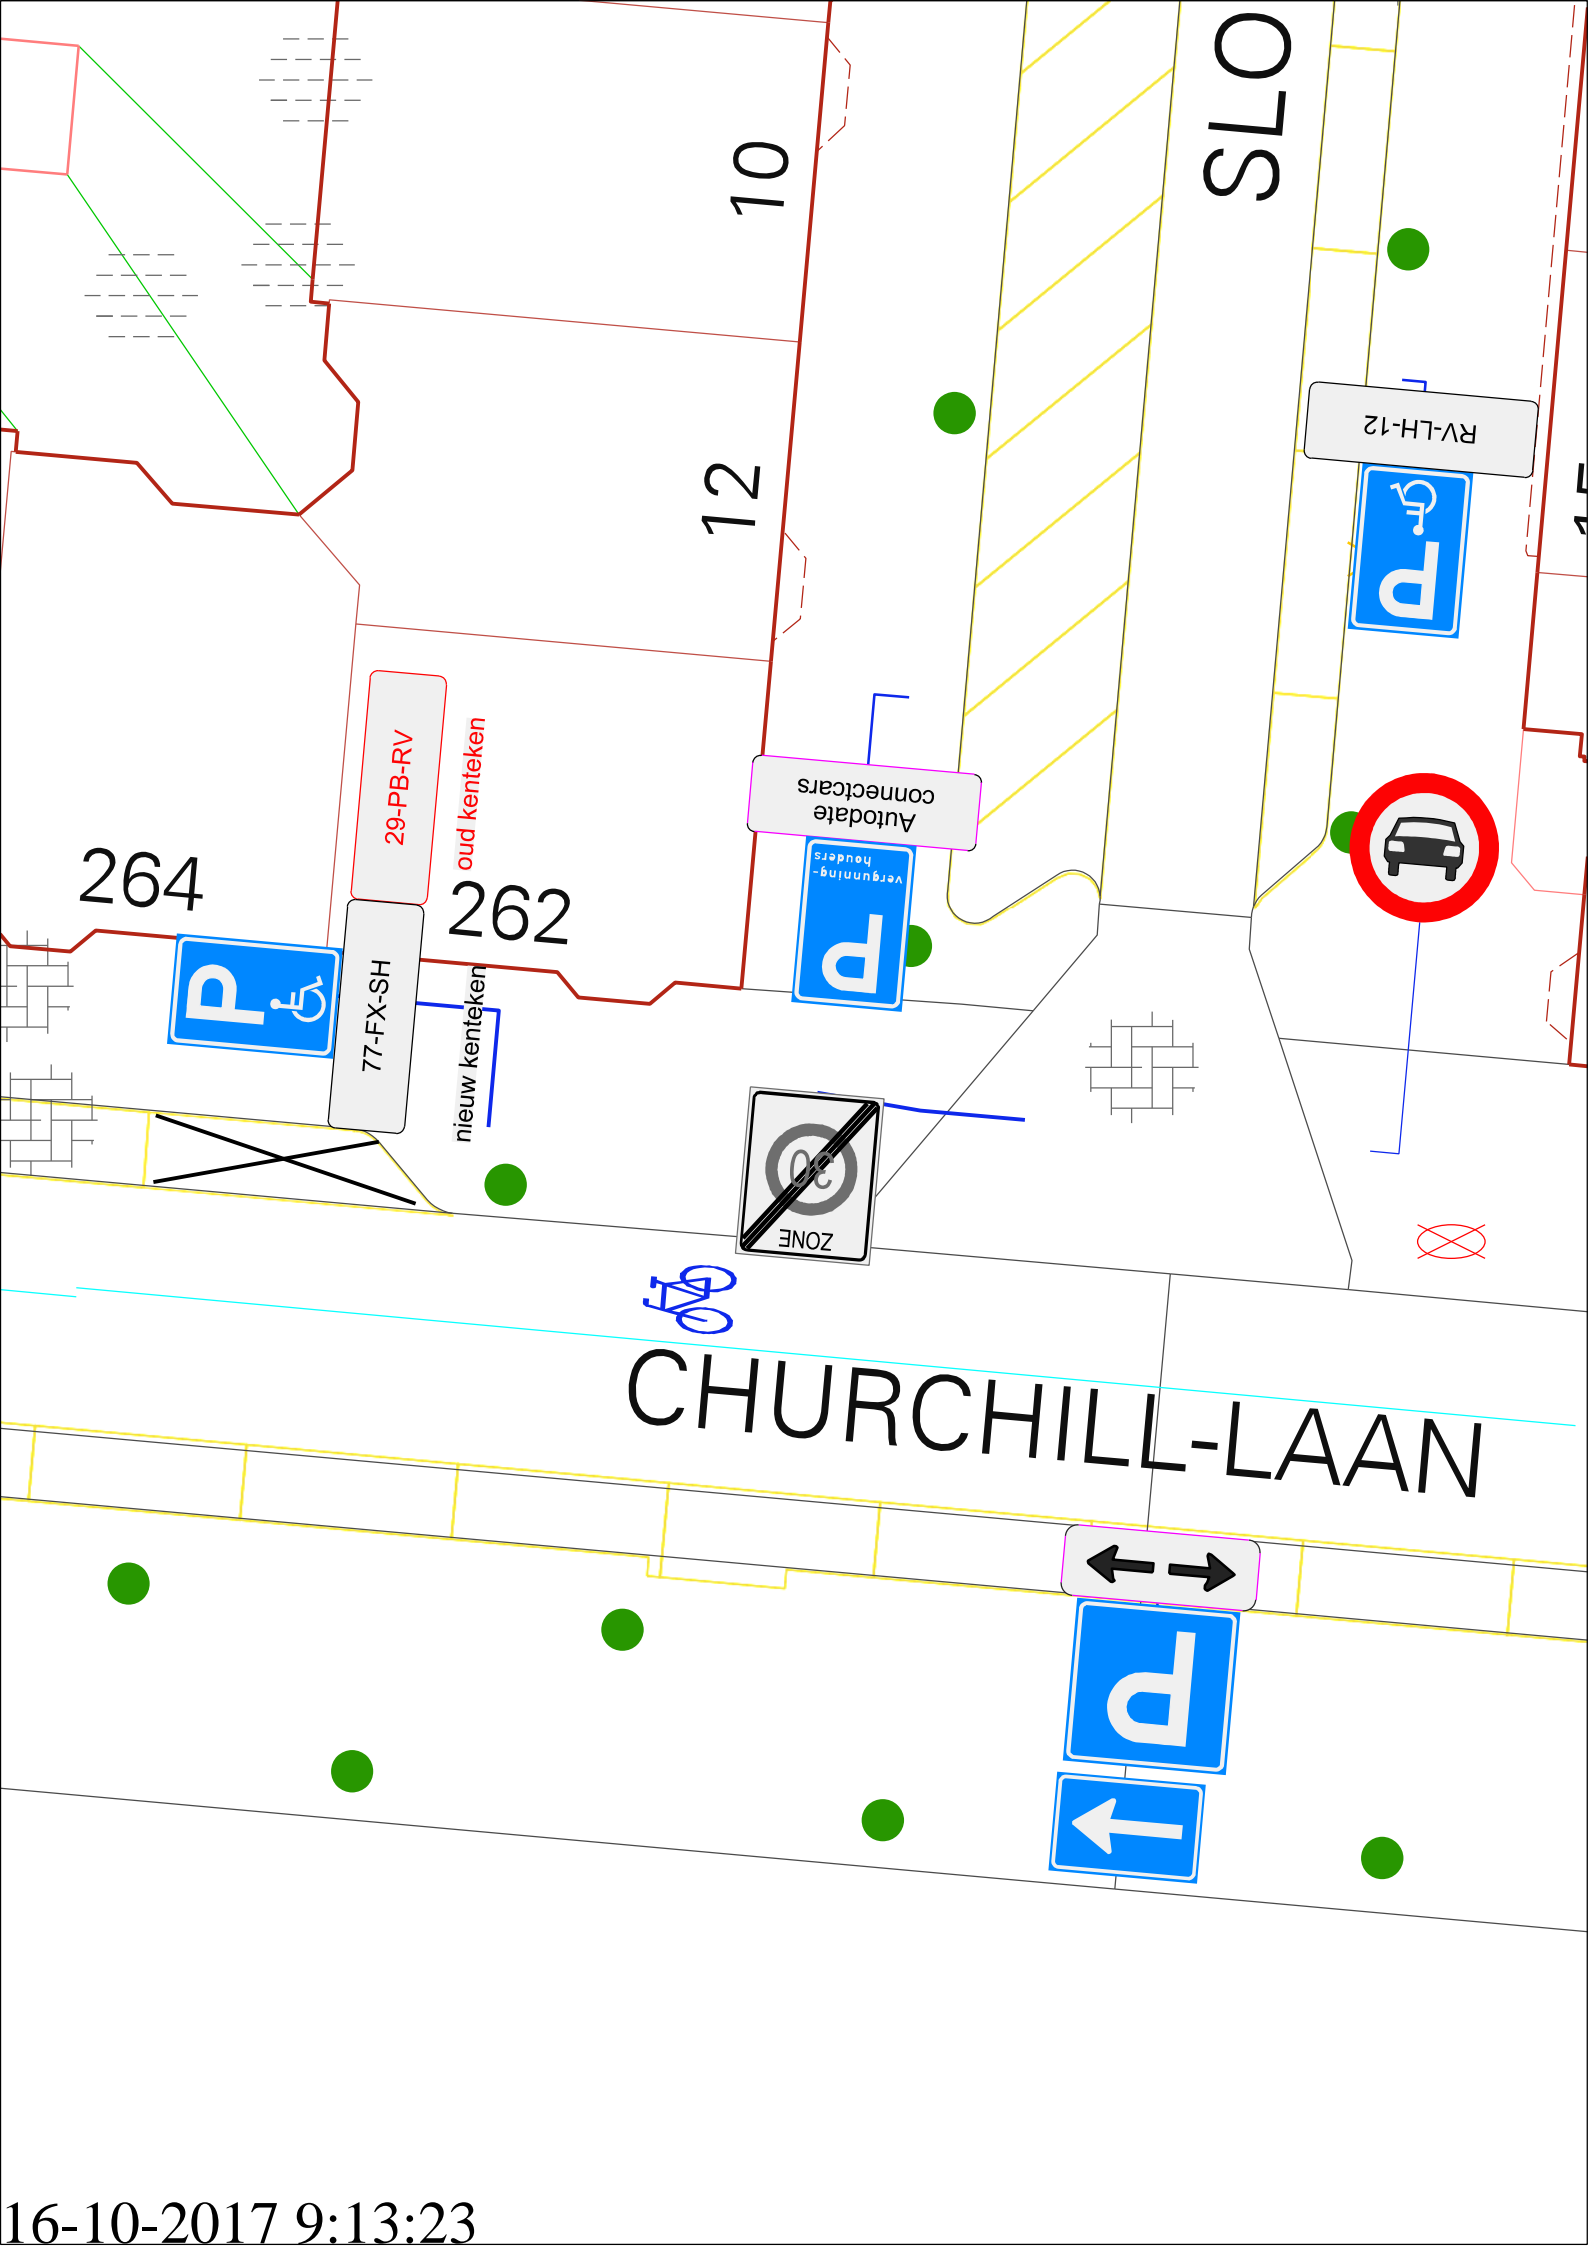 SLO
10
12
RV-LH-12
P
29-PB-RV
oud kenteken
Autodate
connectcars
vergunning-
houders
P
264
262
P
77-FX-SH
nieuw kenteken
30
ZONE
CHURCHILL-LAAN
P
16-10-2017 9:13:23